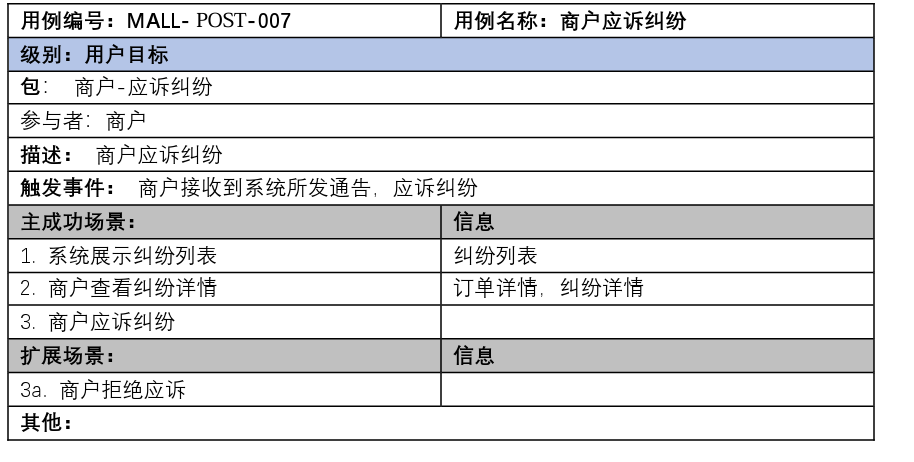 用例编号：MALL- POST-007
用例名称：商户应诉纠纷
级别：用户目标
包： 商户-应诉纠纷
参与者：商户
描述： 商户应诉纠纷
触发事件： 商户接收到系统所发通告，应诉纠纷
主成功场景：
信息
1. 系统展示纠纷列表
纠纷列表
2. 商户查看纠纷详情
订单详情，纠纷详情
3. 商户应诉纠纷
扩展场景：
信息
3a. 商户拒绝应诉
其他：